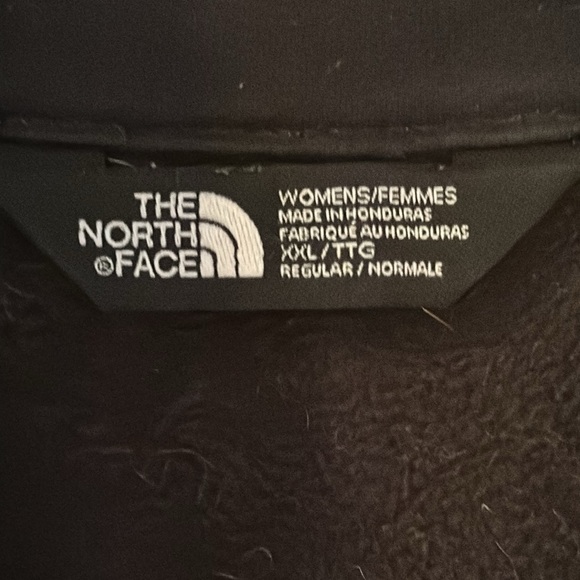 THE
NORTH
®FACE
WOMENS/FEMMES
MADE IN HONDURAS
FABRIQUÉ AU HONDURAS
XXL/TTG
REGULAR / NORMALE